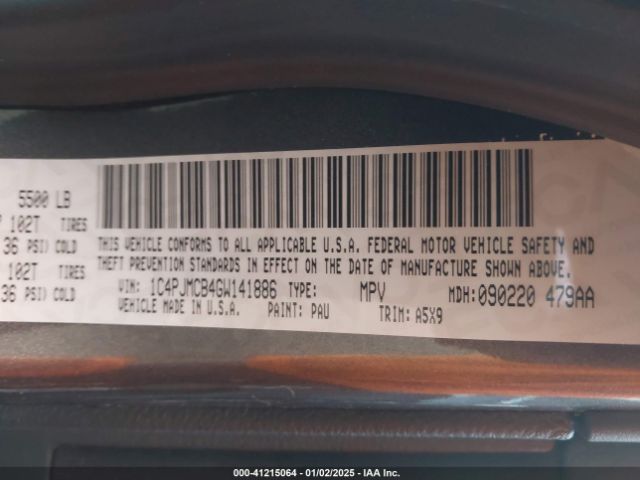 5500 LB
102T TIRES
36 PSI) COLD
102T TIRES
36 PSI) COLD
THIS VEHICLE CONFORMS TO ALL APPLICABLE U.S.A. FEDERAL MOTOR VEHICLE SAFETY AND
THEFT PREVENTION STANDARDS IN EFFECT ON THE DATE OF MANUFACTURE SHOWN ABOVE.
VIN: 1C4PJMCB4GW141886 TYPE: MPV MDH: 090220 479AA
VEHICLE MADE IN U.S.A. PAINT: PAU TRIM: A5X9
000-41215064 - 01/02/2025 - IAA Inc.